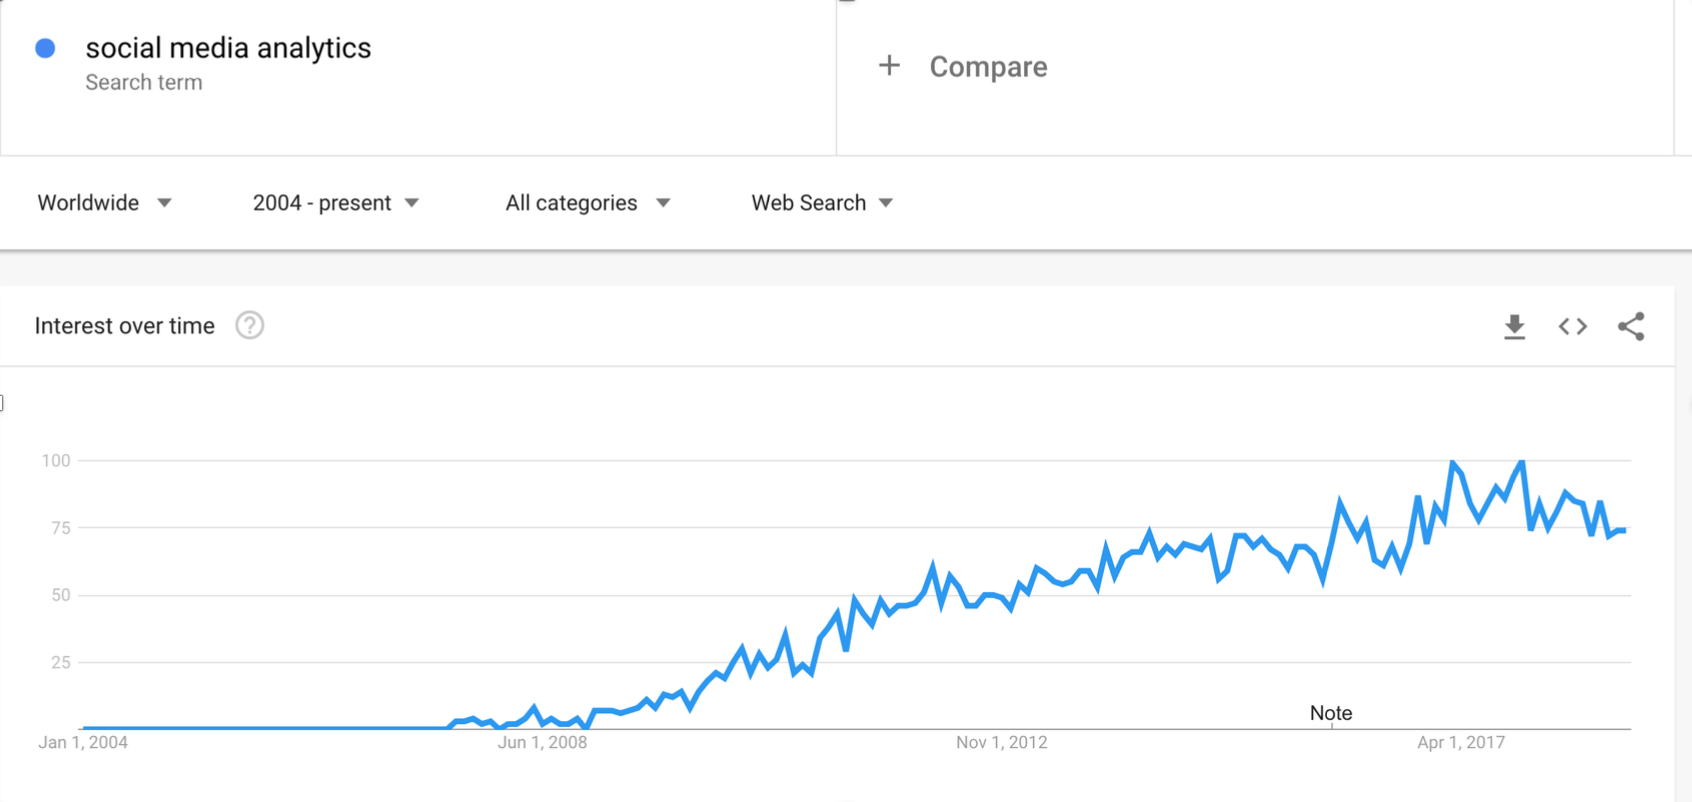 social media analytics
Search term
+ Compare
Worldwide
2004 - present
All categories
Web Search
Interest over time
?
100
75
50
25
Note
Jan 1, 2004
Jun 1, 2008
Nov 1, 2012
Apr 1, 2017